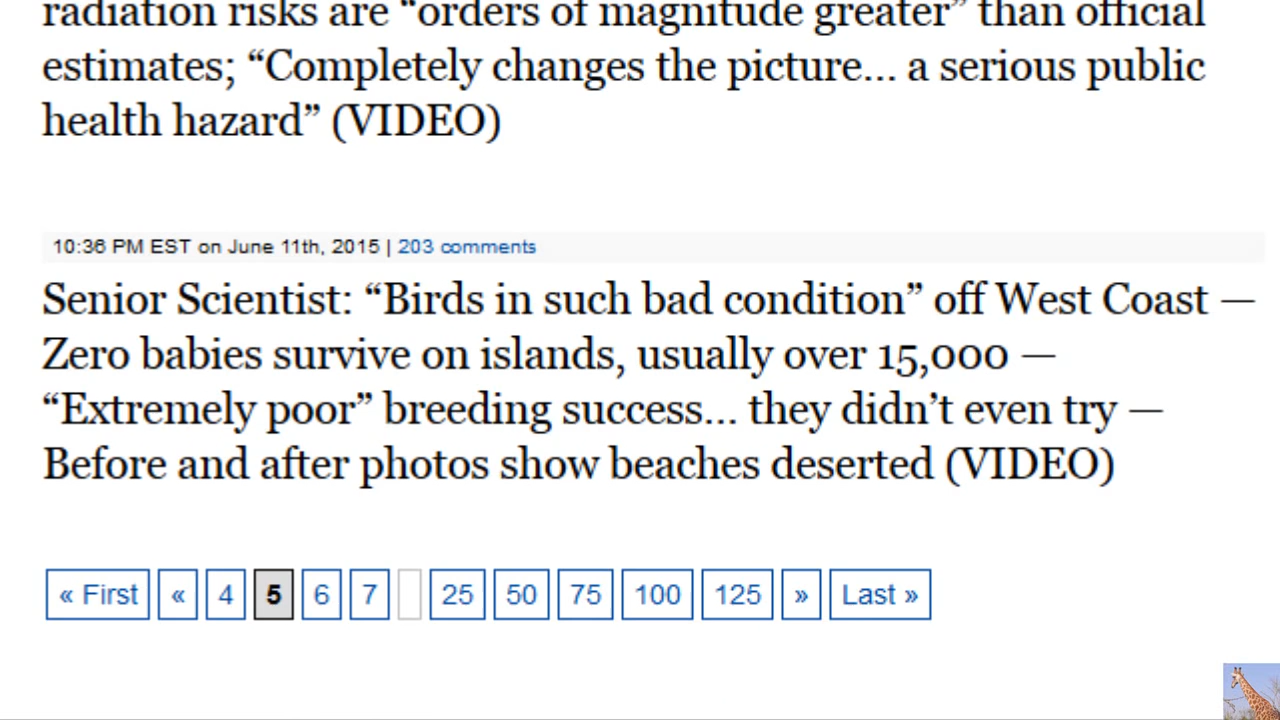 radiation risks are “orders of magnitude greater” than official
estimates; “Completely changes the picture… a serious public
health hazard” (VIDEO)
10:36 PM EST on June 11th, 2015 | 203 comments
Senior Scientist: “Birds in such bad condition” off West Coast —
Zero babies survive on islands, usually over 15,000 —
“Extremely poor” breeding success… they didn’t even try —
Before and after photos show beaches deserted (VIDEO)
« First « 4 5 6 7 25 50 75 100 125 » Last »